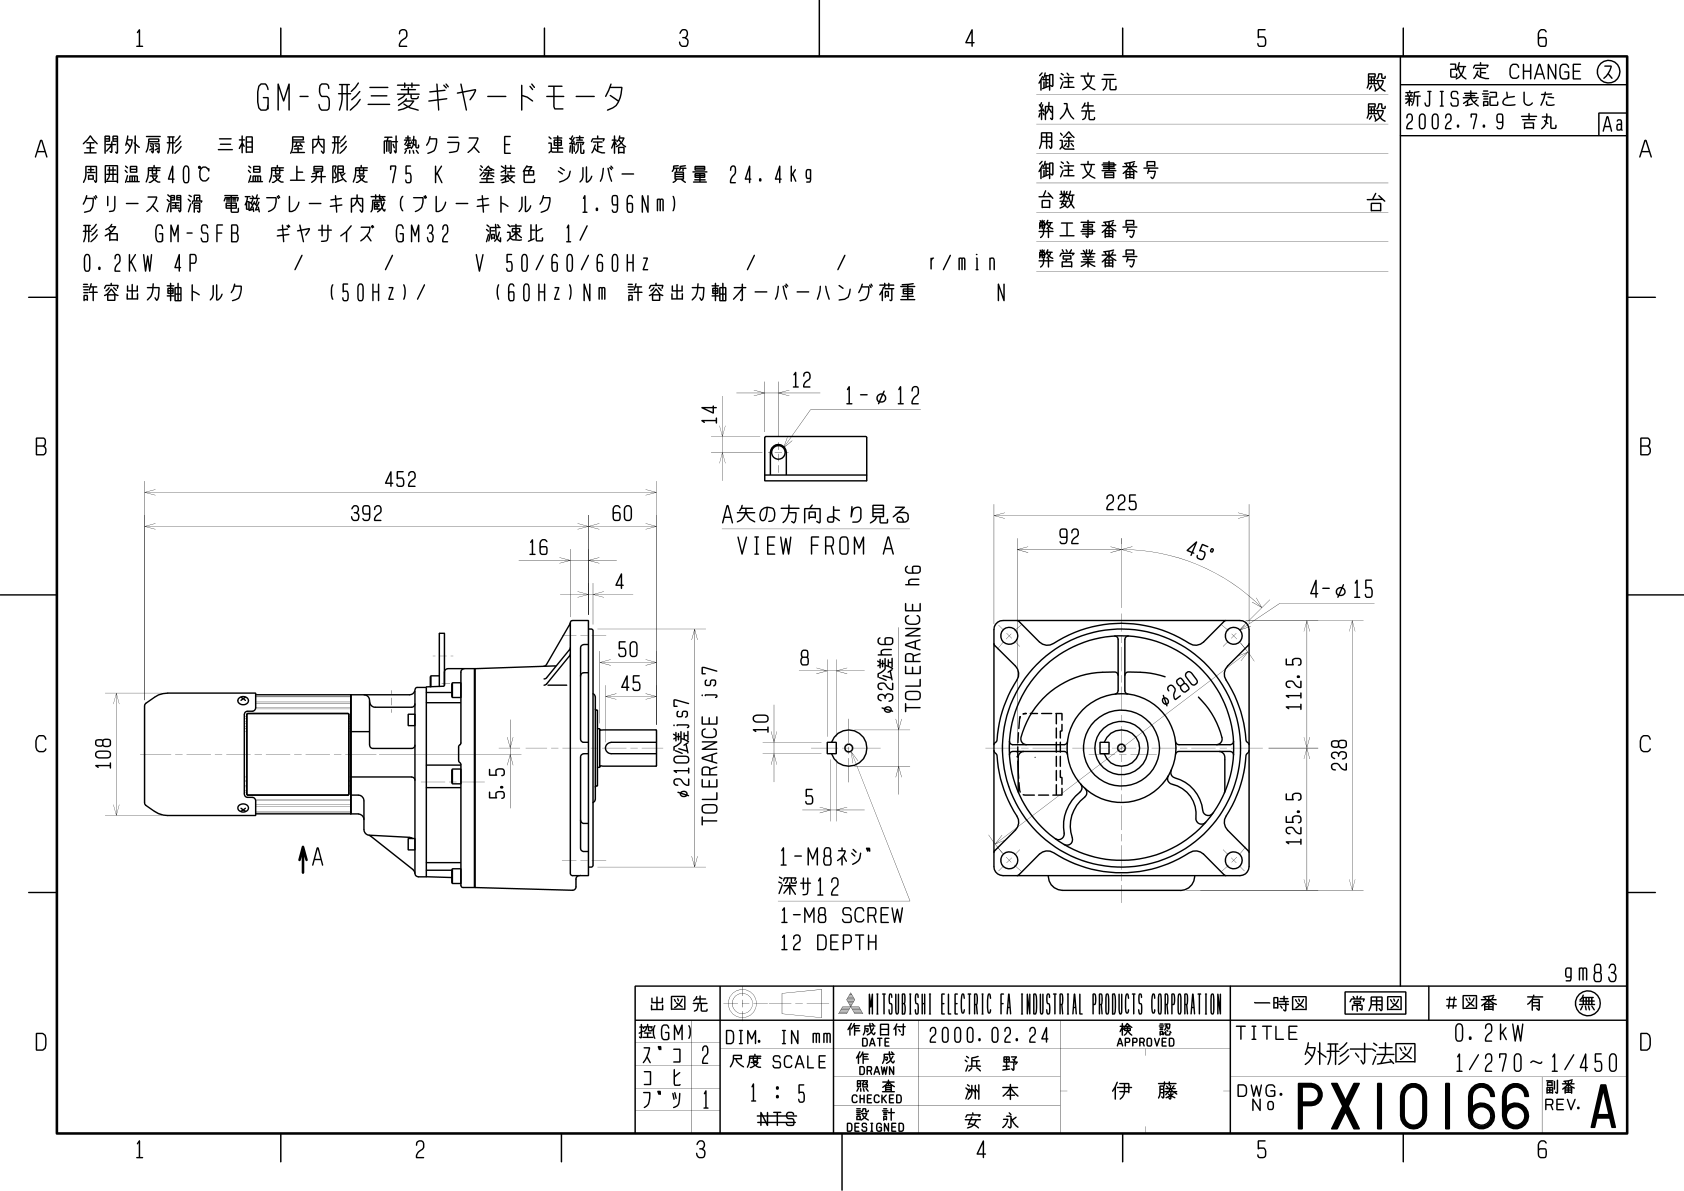 1 2 3 4 5 6
A
B
C
D
GM-S形三菱ギヤードモータ
全閉外扇形 三相 屋内形 耐熱クラス E 連続定格
周囲温度40℃ 温度上昇限度 75 K 塗装色 シルバー 質量 24.4kg
グリース潤滑 電磁ブレーキ内蔵(ブレーキトルク 1.96Nm)
形名 GM-SFB ギヤサイズ GM32 減速比 1/
0.2KW 4P / / V 50/60/60Hz / / r/min
許容出力軸トルク (50Hz)/ (60Hz)Nm 許容出力軸オーバーハング荷重 N
御注文元 殿
納入先 殿
用途
御注文書番号
台数 台
弊工事番号
弊営業番号
改定 CHANGE ス
新JIS表記とした
2002.7.9 吉丸 Aa
A
B
C
D
12
1-φ12
14
A矢の方向より見る
VIEW FROM A
452
392 60
16
4
50
45
108
5.5
φ210公差js7
TOLERANCE js7
A
8
10
5
φ32公差h6
TOLERANCE h6
1-M8ネジ
深サ12
1-M8 SCREW
12 DEPTH
225
92
45°
4-φ15
φ280
112.5
125.5
238
gm83
出図先
控(GM)
ズコ 2
コヒ
ブツ 1
DIM. IN mm
尺度 SCALE
1 : 5
NTS
MITSUBISHI ELECTRIC FA INDUSTRIAL PRODUCTS CORPORATION
作成日付 DATE 2000.02.24
作成 DRAWN 浜野
照査 CHECKED 洲本
設計 DESIGNED 安永
検認 APPROVED
伊藤
一時図 常用図 #図番 有 無
TITLE 0.2kW
外形寸法図 1/270~1/450
DWG. No PX10166 副番 REV. A
1 2 3 4 5 6